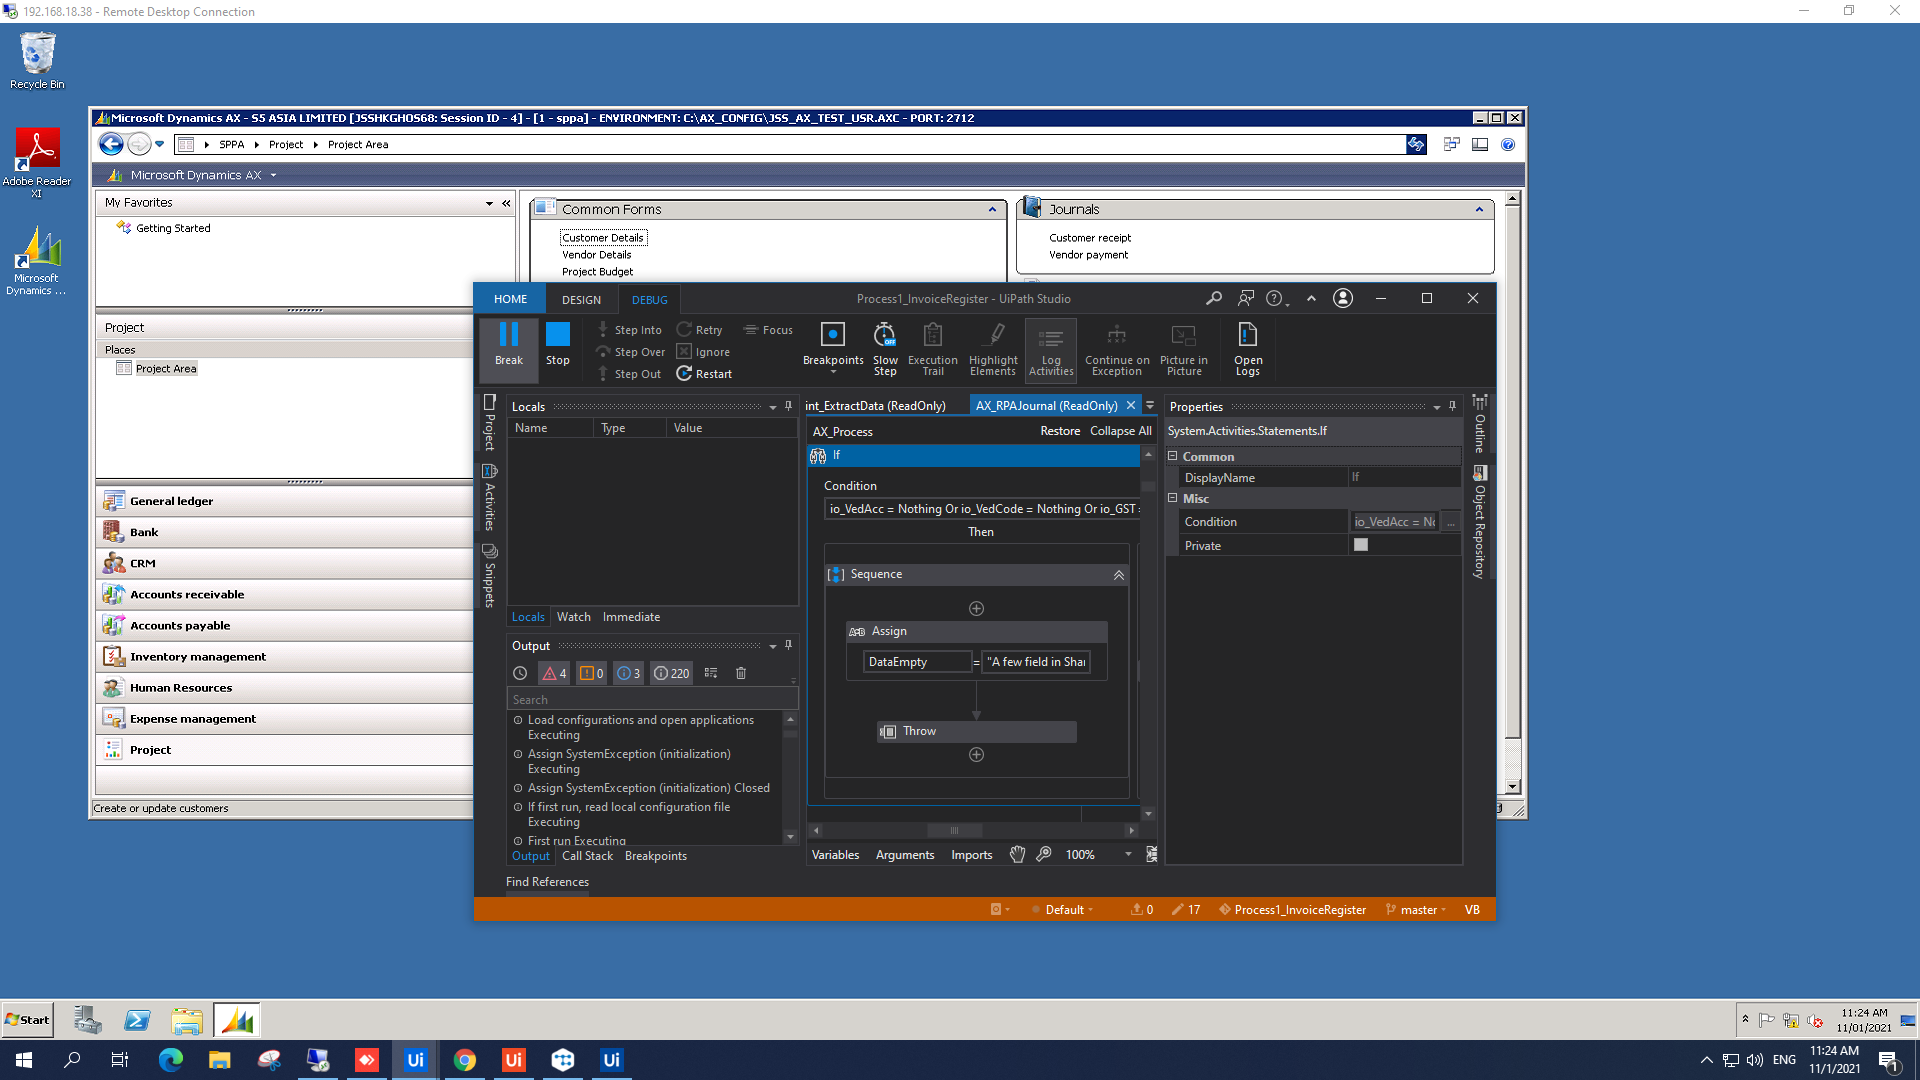 192.168.18.38 - Remote Desktop Connection
Recycle Bin
Adobe Reader
XI
Microsoft
Dynamics ...
Microsoft Dynamics AX - S5 ASIA LIMITED [JSSHKGHOS68: Session ID - 4] - [1 - sppa] - ENVIRONMENT: C:\AX_CONFIG\JSS_AX_TEST_USR.AXC - PORT: 2712
SPPA
Project
Project Area
Microsoft Dynamics AX
My Favorites
Getting Started
Common Forms
Customer Details
Vendor Details
Project Budget
Journals
Customer receipt
Vendor payment
Project
Places
Project Area
General ledger
Bank
CRM
Accounts receivable
Accounts payable
Inventory management
Human Resources
Expense management
Project
Create or update customers
HOME
DESIGN
DEBUG
Process1_InvoiceRegister - UiPath Studio
Break
Stop
Step Into
Step Over
Step Out
Retry
Ignore
Restart
Focus
Breakpoints
Slow
Step
OFF
Execution
Trail
Highlight
Elements
Log
Activities
Continue on
Exception
Picture in
Picture
Open
Logs
Project
Activities
Snippets
Locals
Name
Type
Value
Locals
Watch
Immediate
Output
4
0
3
220
Search
Load configurations and open applications
Executing
Assign SystemException (initialization)
Executing
Assign SystemException (initialization) Closed
If first run, read local configuration file
Executing
First run Executing
Output
Call Stack
Breakpoints
Find References
int_ExtractData (ReadOnly)
AX_RPAJournal (ReadOnly)
AX_Process
Restore
Collapse All
If
Condition
io_VedAcc = Nothing Or io_VedCode = Nothing Or io_GST =
Then
Sequence
Assign
A+B
DataEmpty
=
"A few field in Shar
Throw
Variables
Arguments
Imports
100%
Properties
System.Activities.Statements.If
Common
DisplayName
If
Misc
Condition
io_VedAcc = No
...
Private
Outline
Object Repository
Default
0
17
Process1_InvoiceRegister
master
VB
Start
11:24 AM
11/01/2021
Ui
Ui
Ui
ENG
11:24 AM
11/1/2021
1